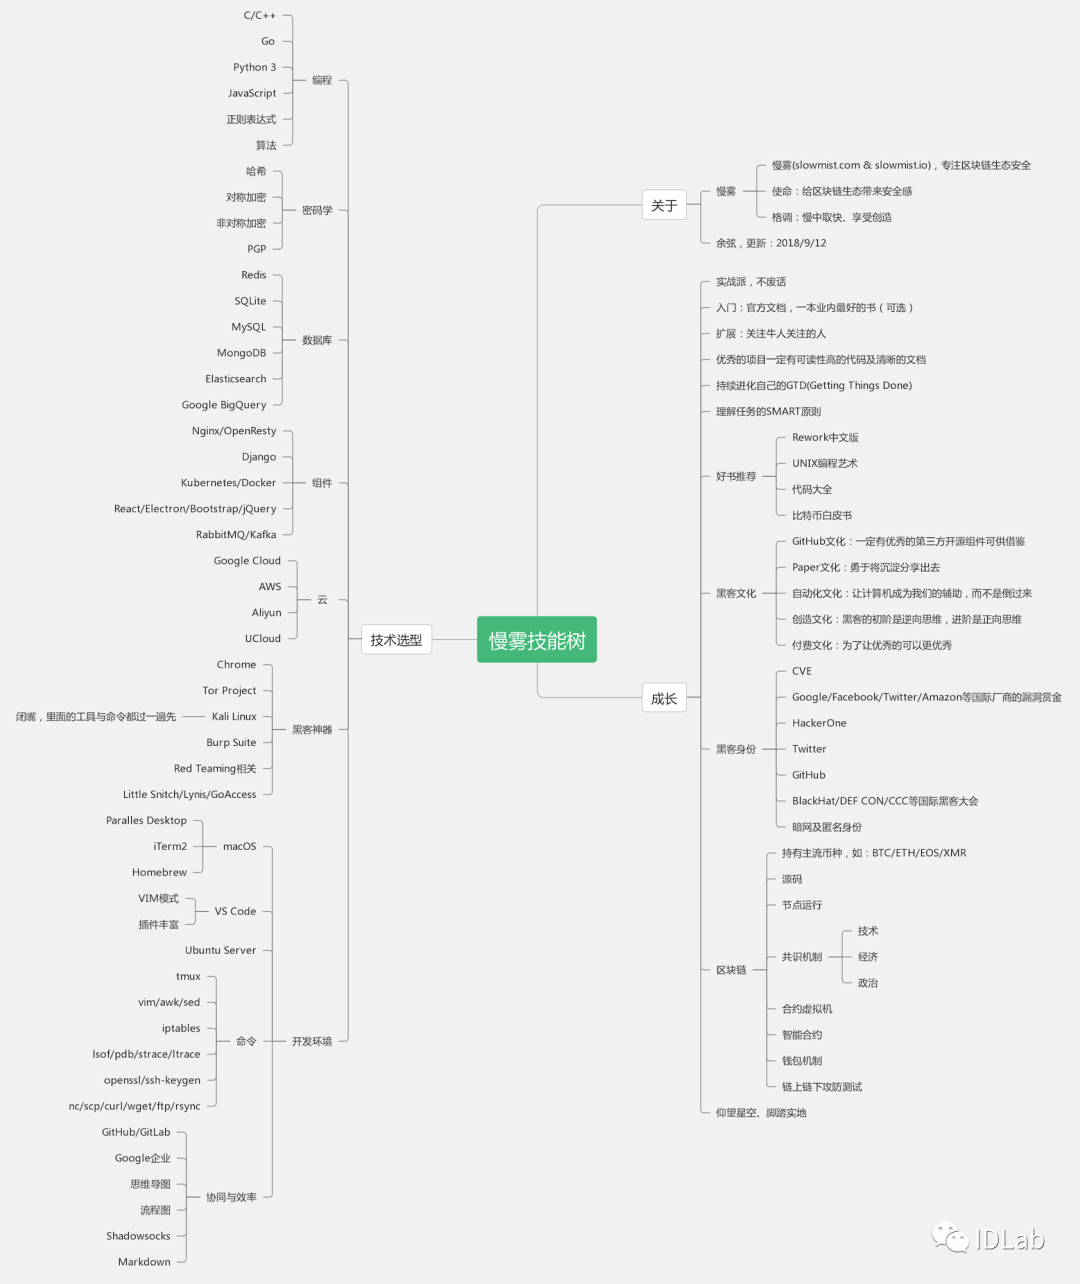 慢雾技能树
关于
慢雾
慢雾(slowmist.com & slowmist.io)，专注区块链生态安全
使命：给区块链生态带来安全感
格调：慢中取快、享受创造
余弦，更新：2018/9/12
成长
实战派，不废话
入门：官方文档，一本业内最好的书（可选）
扩展：关注牛人关注的人
优秀的项目一定有可读性高的代码及清晰的文档
持续进化自己的GTD(Getting Things Done)
理解任务的SMART原则
好书推荐
Rework中文版
UNIX编程艺术
代码大全
比特币白皮书
黑客文化
GitHub文化：一定有优秀的第三方开源组件可供借鉴
Paper文化：勇于将沉淀分享出去
自动化文化：让计算机成为我们的辅助，而不是倒过来
创造文化：黑客的初阶是逆向思维，进阶是正向思维
付费文化：为了让优秀的可以更优秀
黑客身份
CVE
Google/Facebook/Twitter/Amazon等国际厂商的漏洞赏金
HackerOne
Twitter
GitHub
BlackHat/DEF CON/CCC等国际黑客大会
暗网及匿名身份
区块链
持有主流币种，如：BTC/ETH/EOS/XMR
源码
节点运行
共识机制
技术
经济
政治
合约虚拟机
智能合约
钱包机制
链上链下攻防测试
仰望星空、脚踏实地
技术选型
编程
C/C++
Go
Python 3
JavaScript
正则表达式
算法
密码学
哈希
对称加密
非对称加密
PGP
数据库
Redis
SQLite
MySQL
MongoDB
Elasticsearch
Google BigQuery
组件
Nginx/OpenResty
Django
Kubernetes/Docker
React/Electron/Bootstrap/jQuery
RabbitMQ/Kafka
云
Google Cloud
AWS
Aliyun
UCloud
黑客神器
Chrome
Tor Project
Kali Linux
闭嘴，里面的工具与命令都过一遍先
Burp Suite
Red Teaming相关
Little Snitch/Lynis/GoAccess
开发环境
macOS
Paralles Desktop
iTerm2
Homebrew
VS Code
VIM模式
插件丰富
Ubuntu Server
命令
tmux
vim/awk/sed
iptables
lsof/pdb/strace/ltrace
openssl/ssh-keygen
nc/scp/curl/wget/ftp/rsync
协同与效率
GitHub/GitLab
Google企业
思维导图
流程图
Shadowsocks
Markdown
IDLab